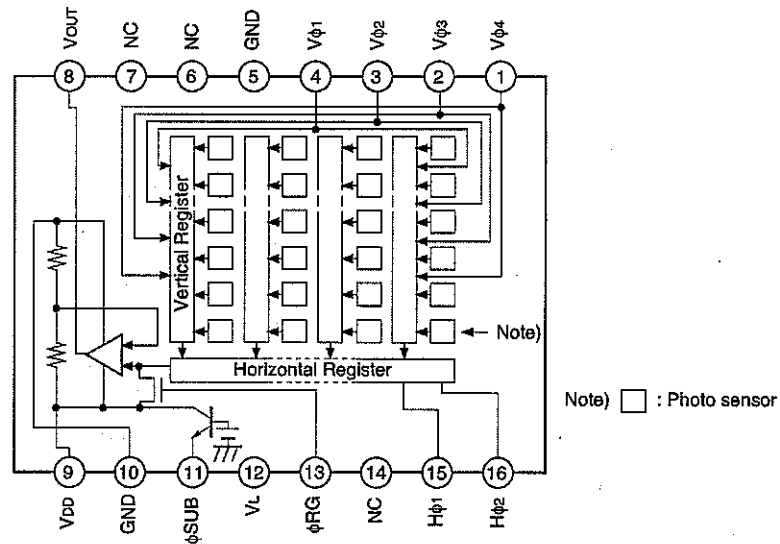 VOUT NC NC GND Vφ1 Vφ2 Vφ3 Vφ4
8 7 6 5 4 3 2 1
Vertical Register
Note)
Horizontal Register
Note) : Photo sensor
9 10 11 12 13 14 15 16
VDD GND φSUB VL φRG NC Hφ1 Hφ2